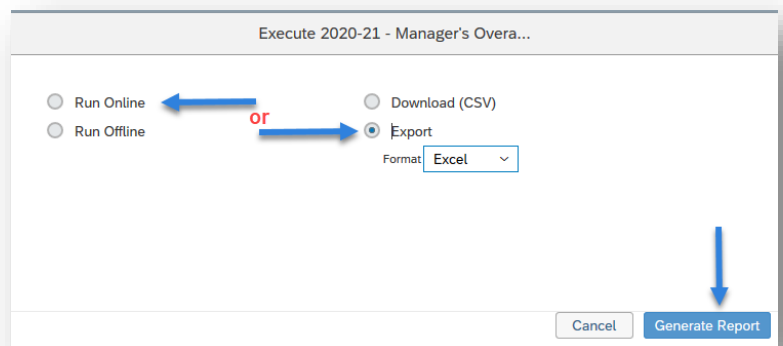 Execute 2020-21 - Manager's Overa...
Run Online
Download (CSV)
or
Run Offline
Export
Format Excel
Cancel
Generate Report